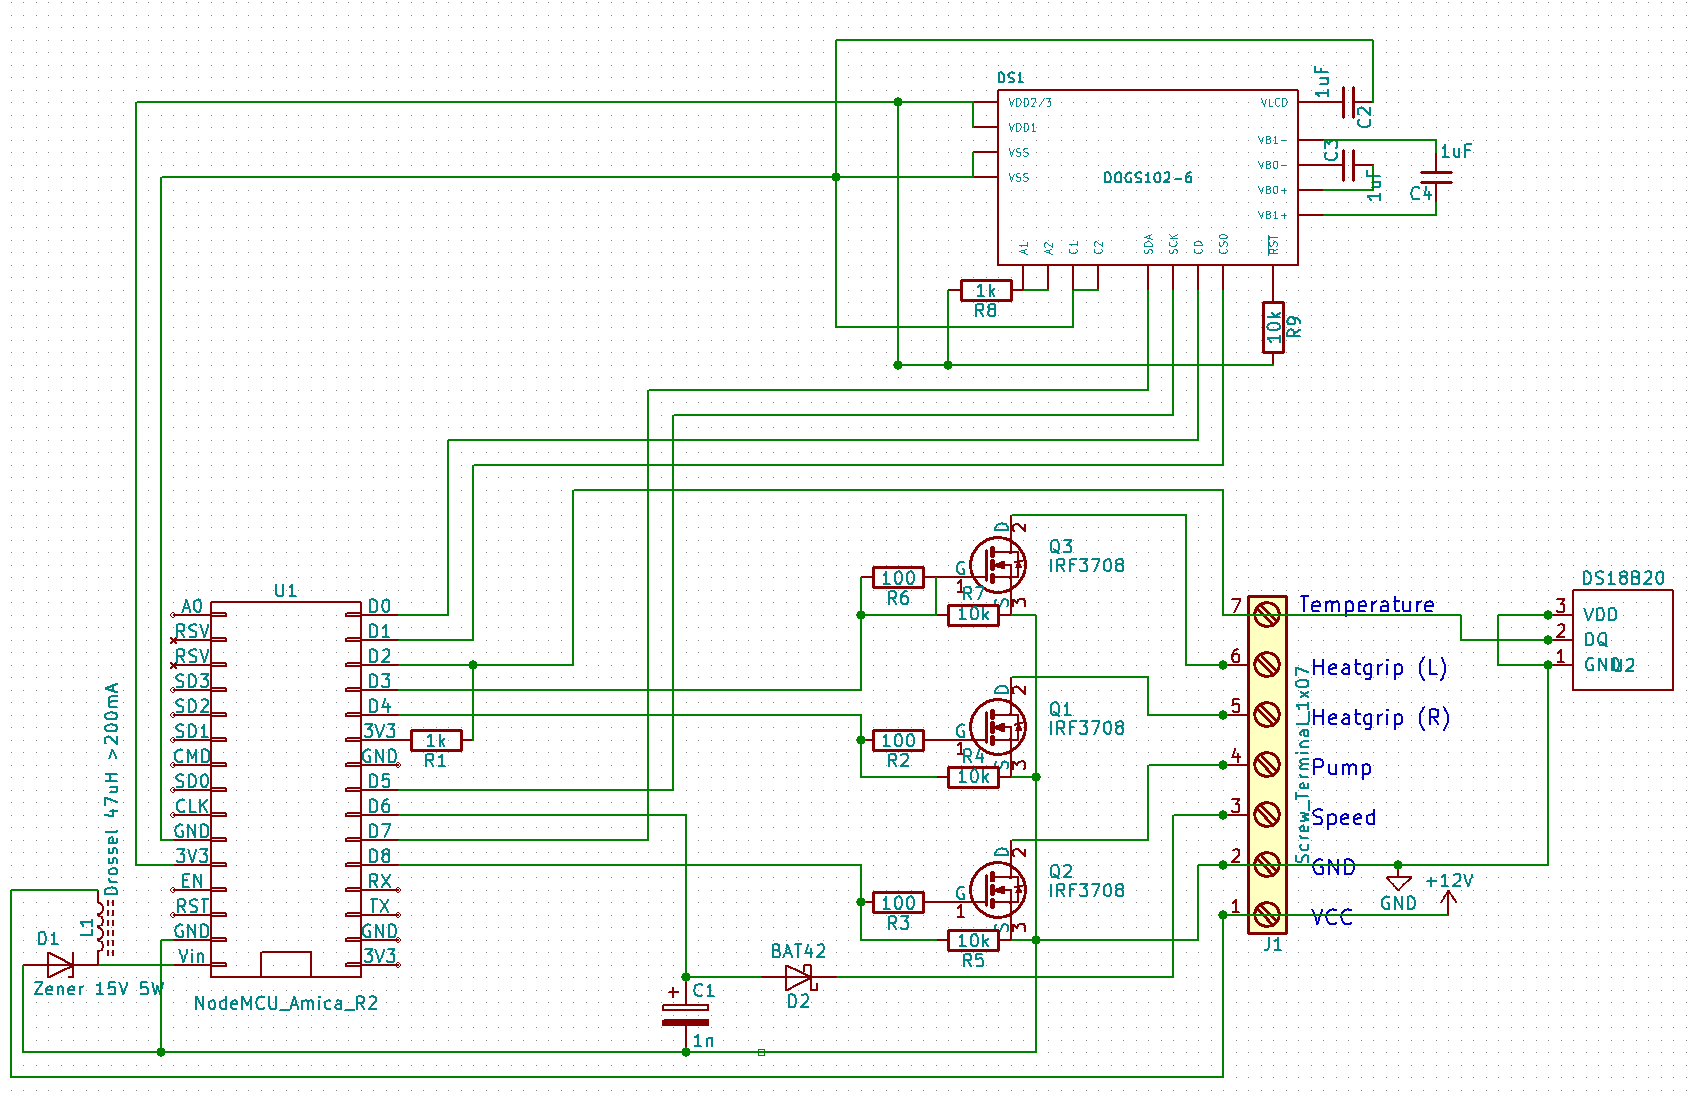 DS1
1uF
C2
VDD2/3
VDD1
VSS
VSS
VLCD
VB1-
VB0-
VB0+
VB1+
DOGS102-6
C3
1uF
1uF
C4
A1
A2
C1
C2
SDA
SCK
CD
CS0
RST
1k
R8
10k
R9
D
2
G
1
S
3
Q3
IRF3708
100
R6
R7
10k
D
2
G
1
S
3
Q1
IRF3708
100
R2
R4
10k
D
2
G
1
S
3
Q2
IRF3708
100
R3
10k
R5
U1
A0
RSV
RSV
SD3
SD2
SD1
CMD
SD0
CLK
GND
3V3
EN
RST
GND
Vin
D0
D1
D2
D3
D4
3V3
GND
D5
D6
D7
D8
RX
TX
GND
3V3
NodeMCU_Amica_R2
1k
R1
Drossel 47uH >200mA
L1
D1
Zener 15V 5W
C1
+
1n
BAT42
D2
7
6
5
4
3
2
1
J1
Screw_Terminal_1x07
Temperature
Heatgrip (L)
Heatgrip (R)
Pump
Speed
GND
VCC
GND
+12V
DS18B20
3
2
1
VDD
DQ
GND
U2